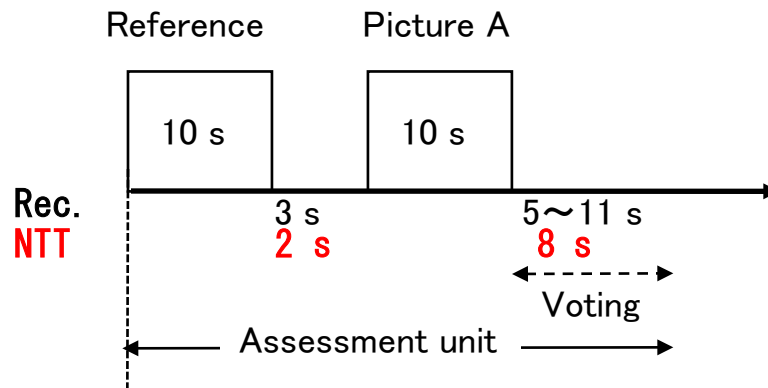 Reference Picture A
10 s 10 s
Rec. 3 s 5～11 s
NTT 2 s 8 s
Voting
Assessment unit